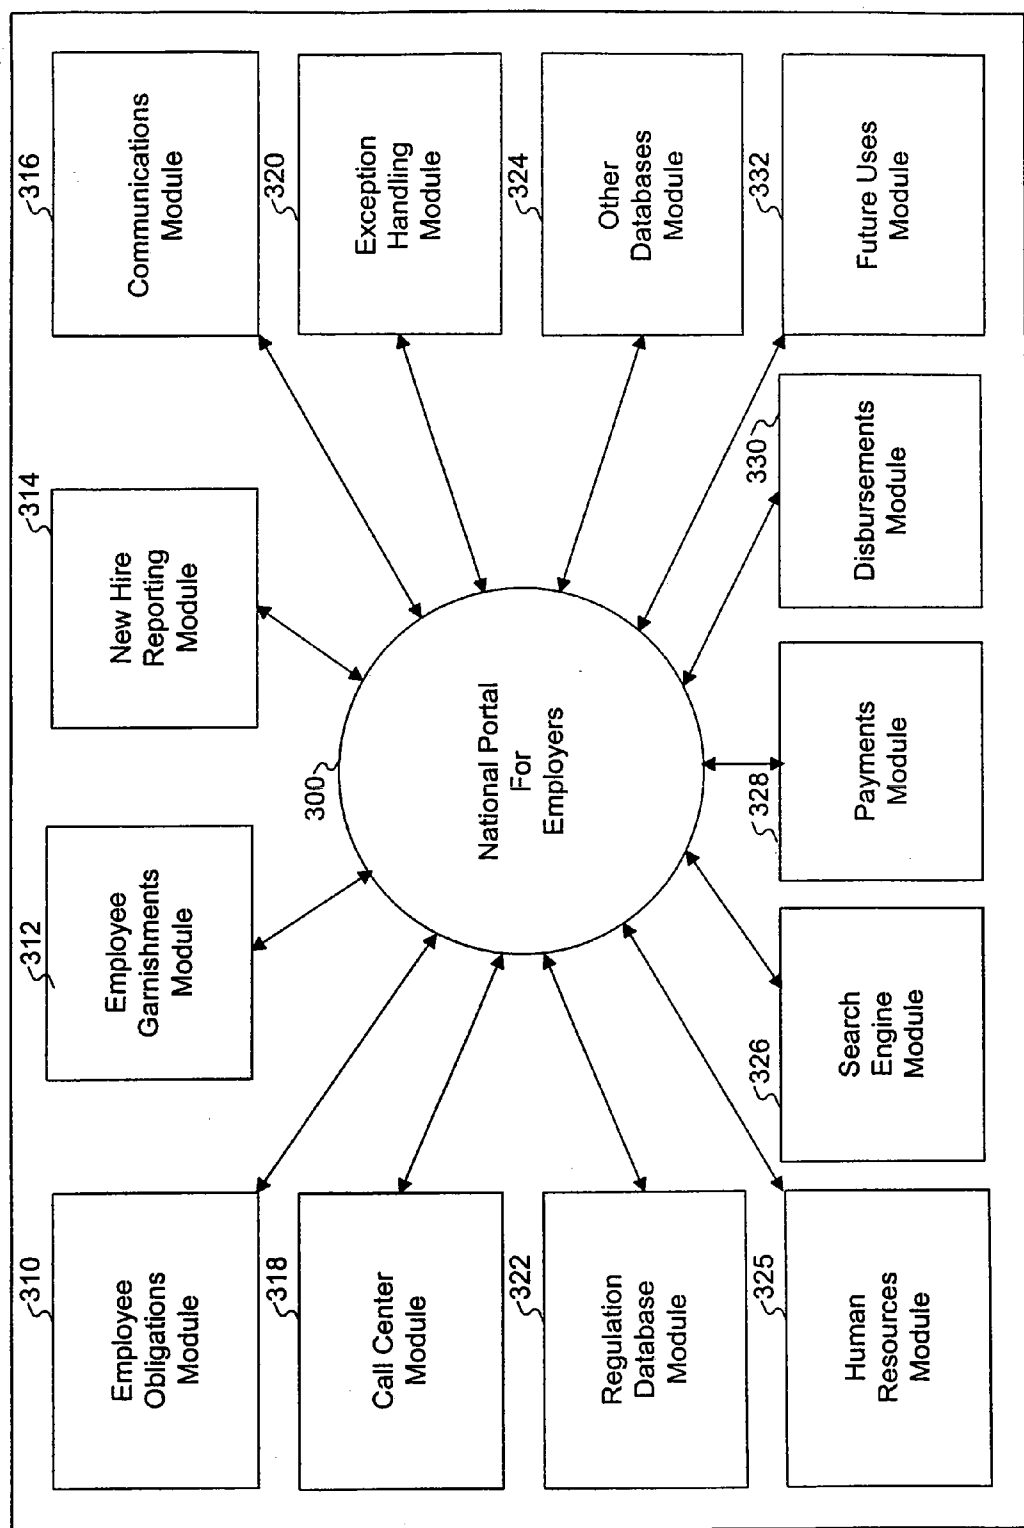 310
Employee
Obligations
Module
312
Employee
Garnishments
Module
314
New Hire
Reporting
Module
316
Communications
Module
318
Call Center
Module
300
National Portal
For
Employers
320
Exception
Handling
Module
322
Regulation
Database
Module
324
Other
Databases
Module
325
Human
Resources
Module
326
Search
Engine
Module
328
Payments
Module
330
Disbursements
Module
332
Future Uses
Module